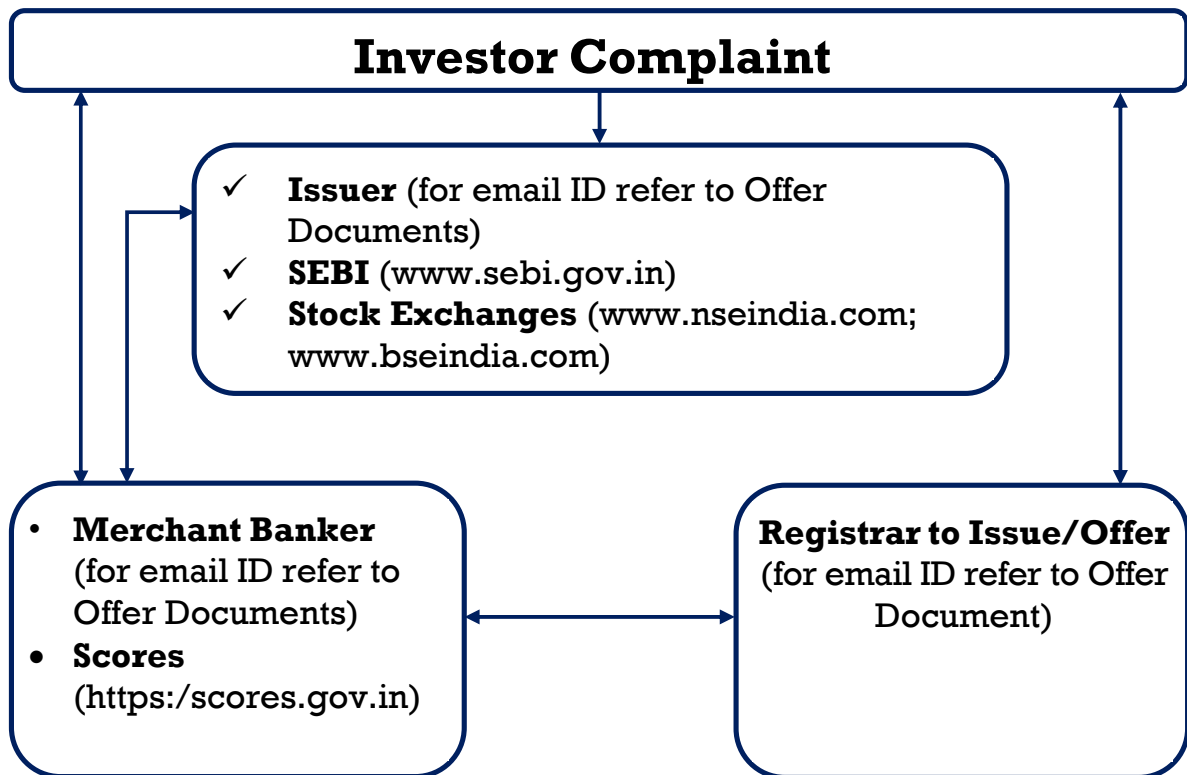 Investor Complaint
✓ Issuer (for email ID refer to Offer
Documents)
✓ SEBI (www.sebi.gov.in)
✓ Stock Exchanges (www.nseindia.com;
www.bseindia.com)
• Merchant Banker
(for email ID refer to
Offer Documents)
• Scores
(https:/scores.gov.in)
Registrar to Issue/Offer
(for email ID refer to Offer
Document)